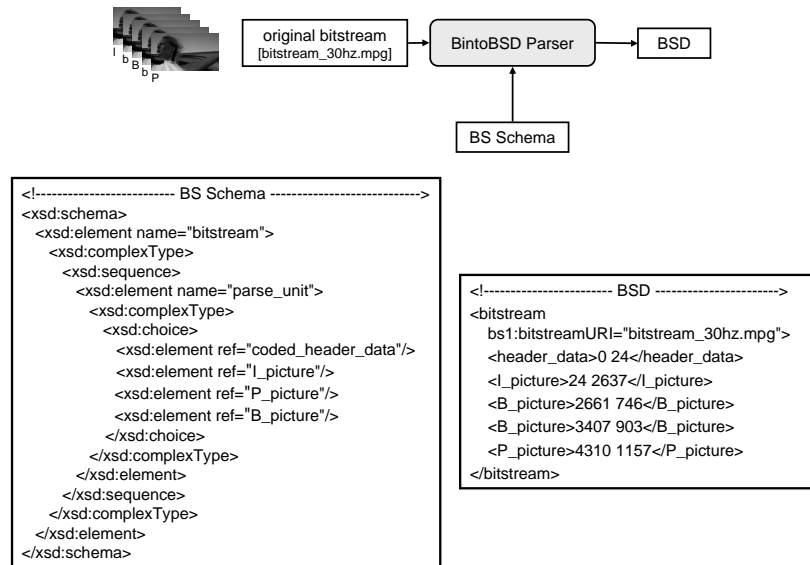 I
b
B
b
P
original bitstream
[bitstream_30hz.mpg]
BintoBSD Parser
BSD
BS Schema
<!-------------------------- BS Schema ---------------------------->
<xsd:schema>
<xsd:element name="bitstream">
<xsd:complexType>
<xsd:sequence>
<xsd:element name="parse_unit">
<xsd:complexType>
<xsd:choice>
<xsd:element ref="coded_header_data"/>
<xsd:element ref="I_picture"/>
<xsd:element ref="P_picture"/>
<xsd:element ref="B_picture"/>
</xsd:choice>
</xsd:complexType>
</xsd:element>
</xsd:sequence>
</xsd:complexType>
</xsd:element>
</xsd:schema>
<!------------------------ BSD ----------------------->
<bitstream
bs1:bitstreamURI="bitstream_30hz.mpg">
<header_data>0 24</header_data>
<I_picture>24 2637</I_picture>
<B_picture>2661 746</B_picture>
<B_picture>3407 903</B_picture>
<P_picture>4310 1157</P_picture>
</bitstream>